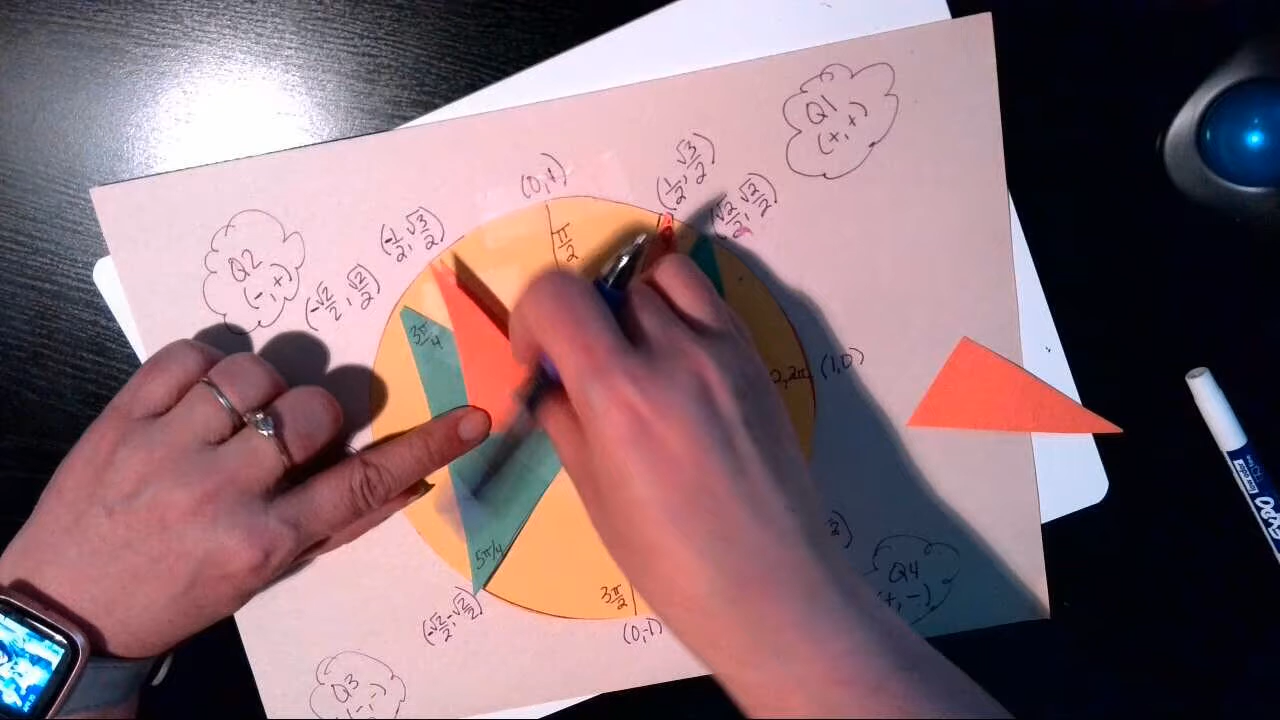 Q1
(+, +)
(0, 1)
(1/2, √3/2)
(√2/2, √2/2)
(-1/2, √3/2)
Q2
(-, +)
(-√2/2, √2/2)
π/2
3π/4
2π
(1, 0)
5π/4
3π/2
(-√2/2, -√2/2)
(0, -1)
Q4
(+, -)
Q3
EXPO
low odor